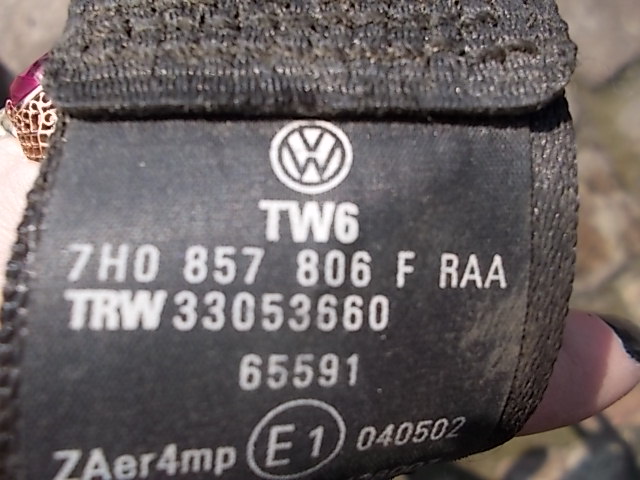 TW6
7H0 857 806 F RAA
TRW 33053660
65591
ZAer4mp E1 040502